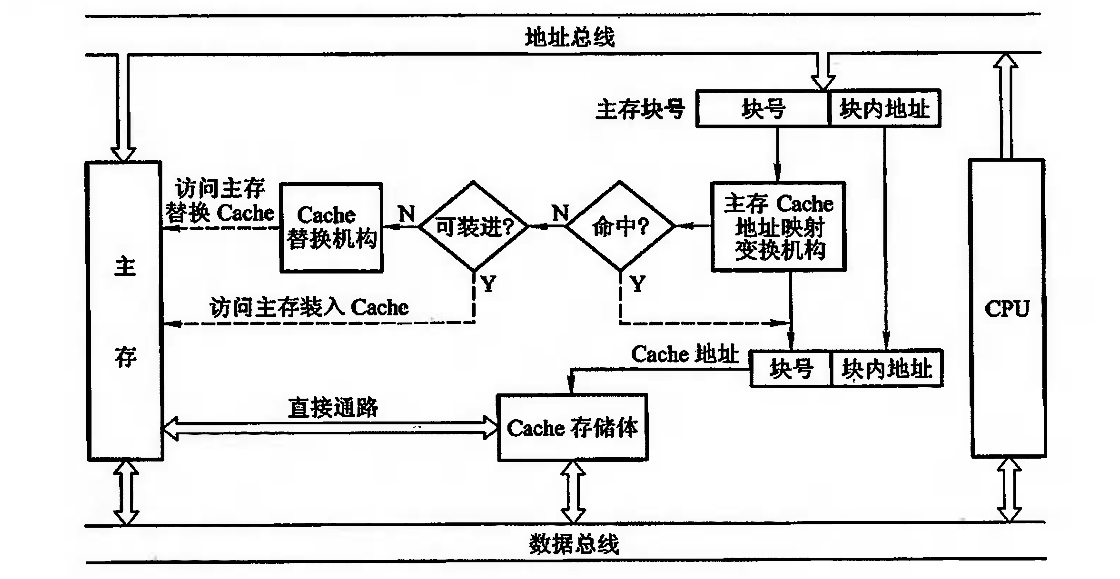 地址总线
主存块号
块号
块内地址
访问主存
替换 Cache
Cache
替换机构
N
可装进?
N
命中?
主存 Cache
地址映射
变换机构
Y
Y
主
存
访问主存装入 Cache
CPU
Cache 地址
块号
块内地址
直接通路
Cache 存储体
数据总线